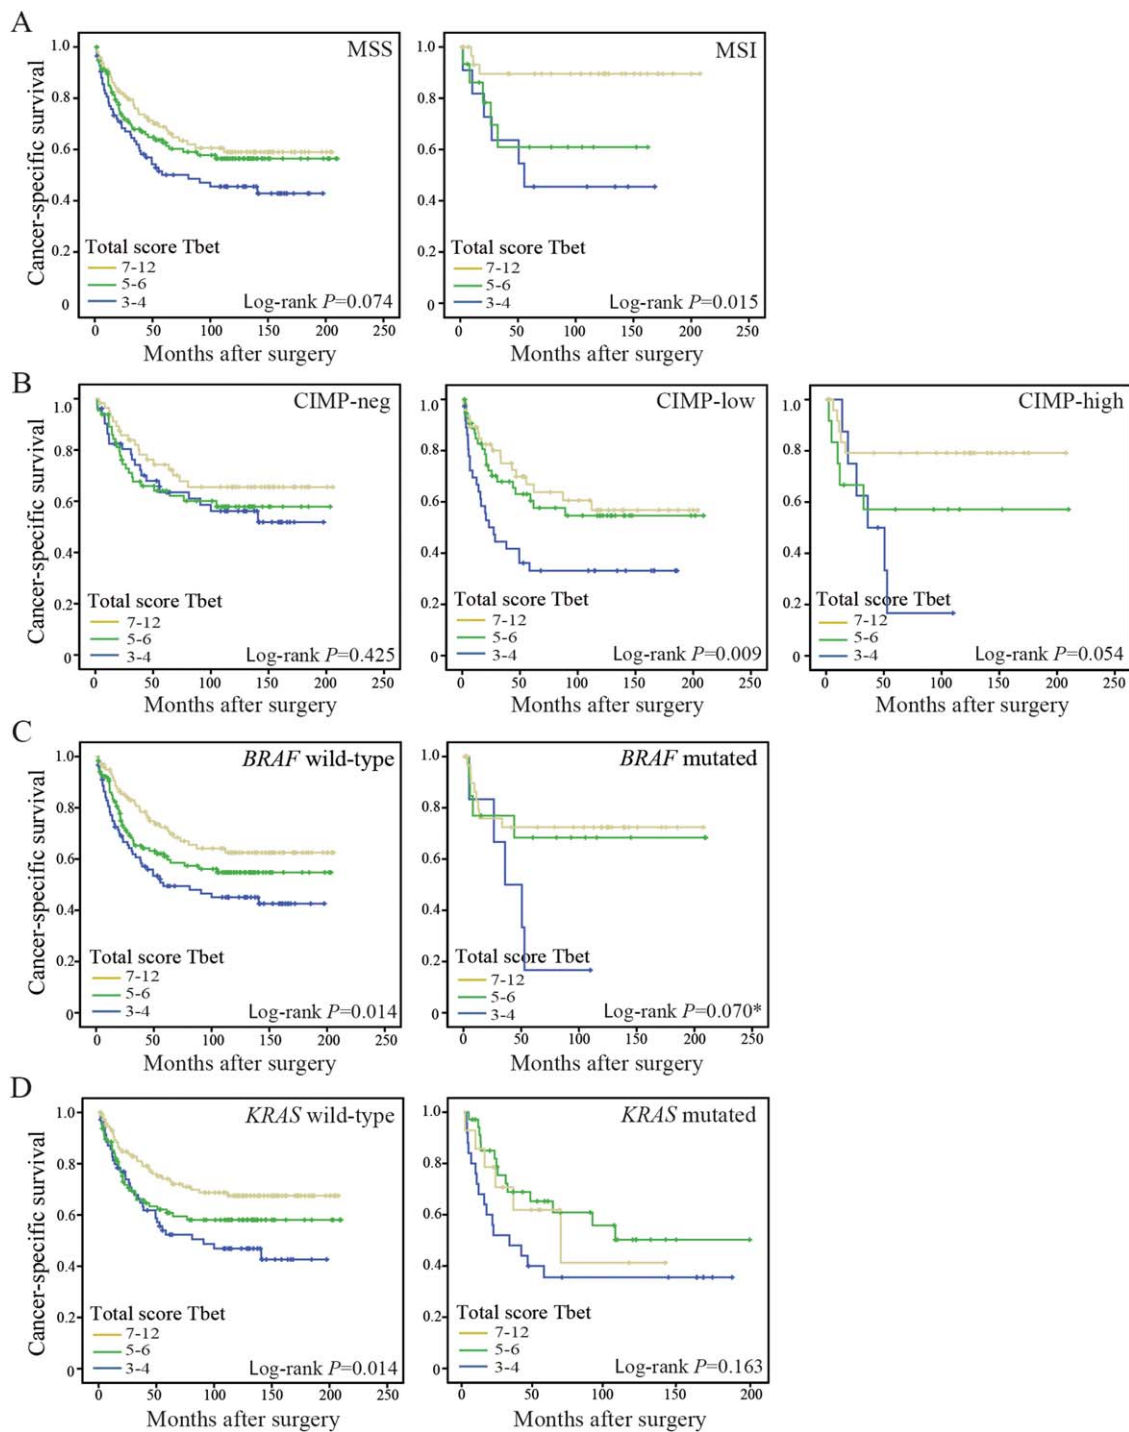 A
MSS
1.0
0.8
0.6
0.4
0.2
0
Cancer-specific survival
Total score Tbet
7-12
5-6
3-4
Log-rank P=0.074
0 50 100 150 200 250
Months after surgery
MSI
1.0
0.8
0.6
0.4
0.2
0
Total score Tbet
7-12
5-6
3-4
Log-rank P=0.015
0 50 100 150 200 250
Months after surgery
B
CIMP-neg
1.0
0.8
0.6
0.4
0.2
0
Cancer-specific survival
Total score Tbet
7-12
5-6
3-4
Log-rank P=0.425
0 50 100 150 200 250
Months after surgery
CIMP-low
1.0
0.8
0.6
0.4
0.2
0
Total score Tbet
7-12
5-6
3-4
Log-rank P=0.009
0 50 100 150 200 250
Months after surgery
CIMP-high
1.0
0.8
0.6
0.4
0.2
0
Total score Tbet
7-12
5-6
3-4
Log-rank P=0.054
0 50 100 150 200 250
Months after surgery
C
BRAF wild-type
1.0
0.8
0.6
0.4
0.2
0
Cancer-specific survival
Total score Tbet
7-12
5-6
3-4
Log-rank P=0.014
0 50 100 150 200 250
Months after surgery
BRAF mutated
1.0
0.8
0.6
0.4
0.2
0
Total score Tbet
7-12
5-6
3-4
Log-rank P=0.070*
0 50 100 150 200 250
Months after surgery
D
KRAS wild-type
1.0
0.8
0.6
0.4
0.2
0
Cancer-specific survival
Total score Tbet
7-12
5-6
3-4
Log-rank P=0.014
0 50 100 150 200 250
Months after surgery
KRAS mutated
1.0
0.8
0.6
0.4
0.2
0
Total score Tbet
7-12
5-6
3-4
Log-rank P=0.163
0 50 100 150 200
Months after surgery